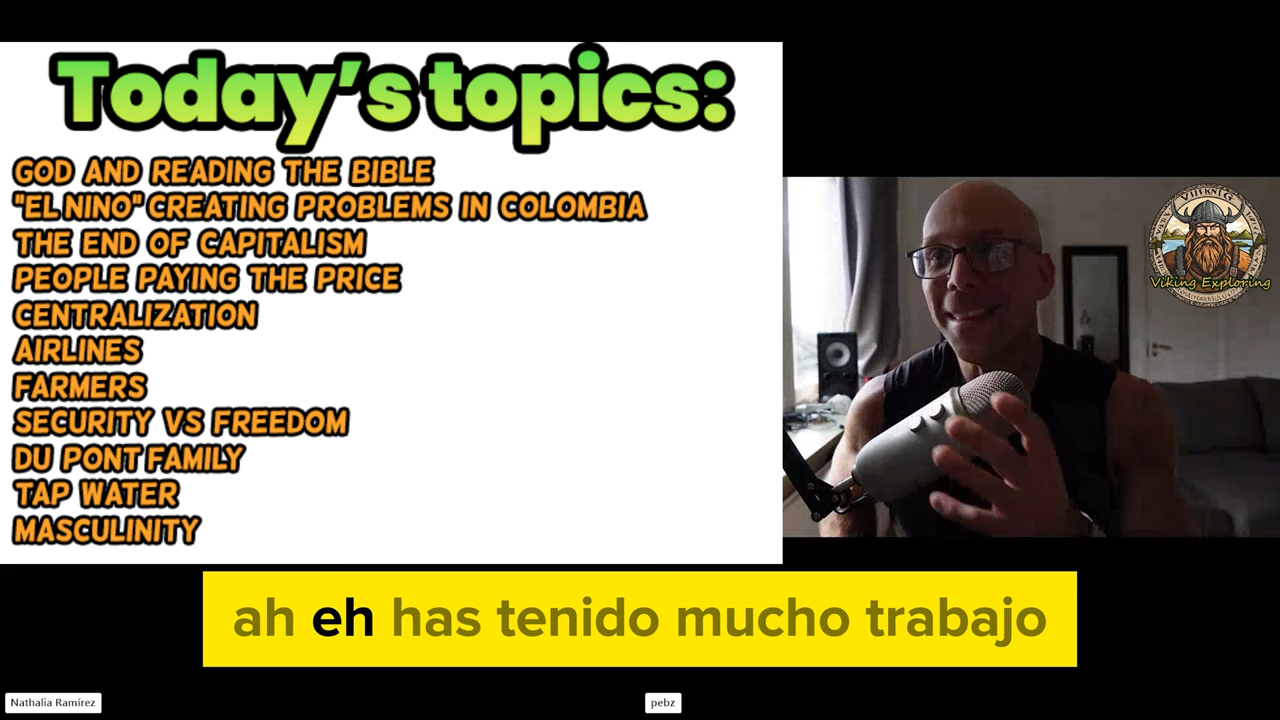 Today's topics:
GOD AND READING THE BIBLE
"EL NINO" CREATING PROBLEMS IN COLOMBIA
THE END OF CAPITALISM
PEOPLE PAYING THE PRICE
CENTRALIZATION
AIRLINES
FARMERS
SECURITY VS FREEDOM
DU PONT FAMILY
TAP WATER
MASCULINITY
Viking Exploring
ah eh has tenido mucho trabajo
Nathalia Ramírez
pebz